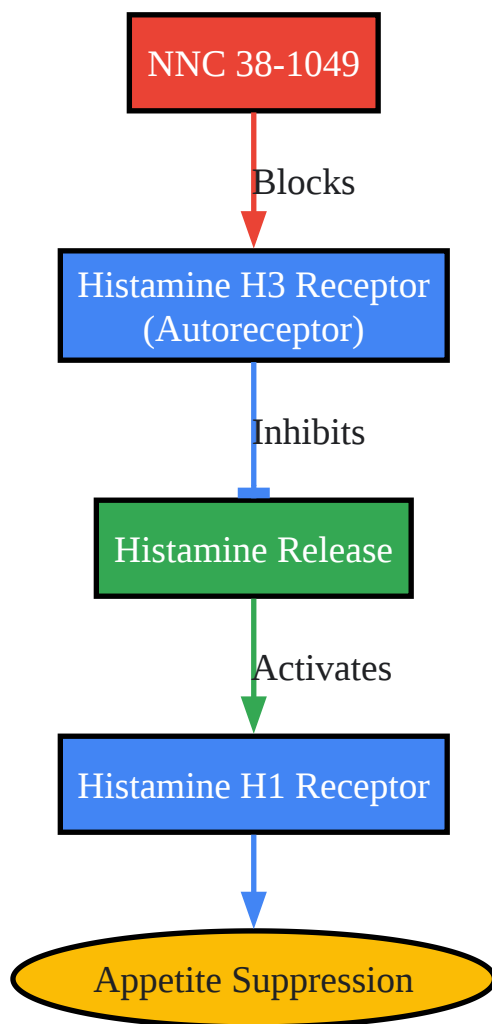 NNC 38-1049
Blocks
Histamine H3 Receptor
(Autoreceptor)
Inhibits
Histamine Release
Activates
Histamine H1 Receptor
Appetite Suppression